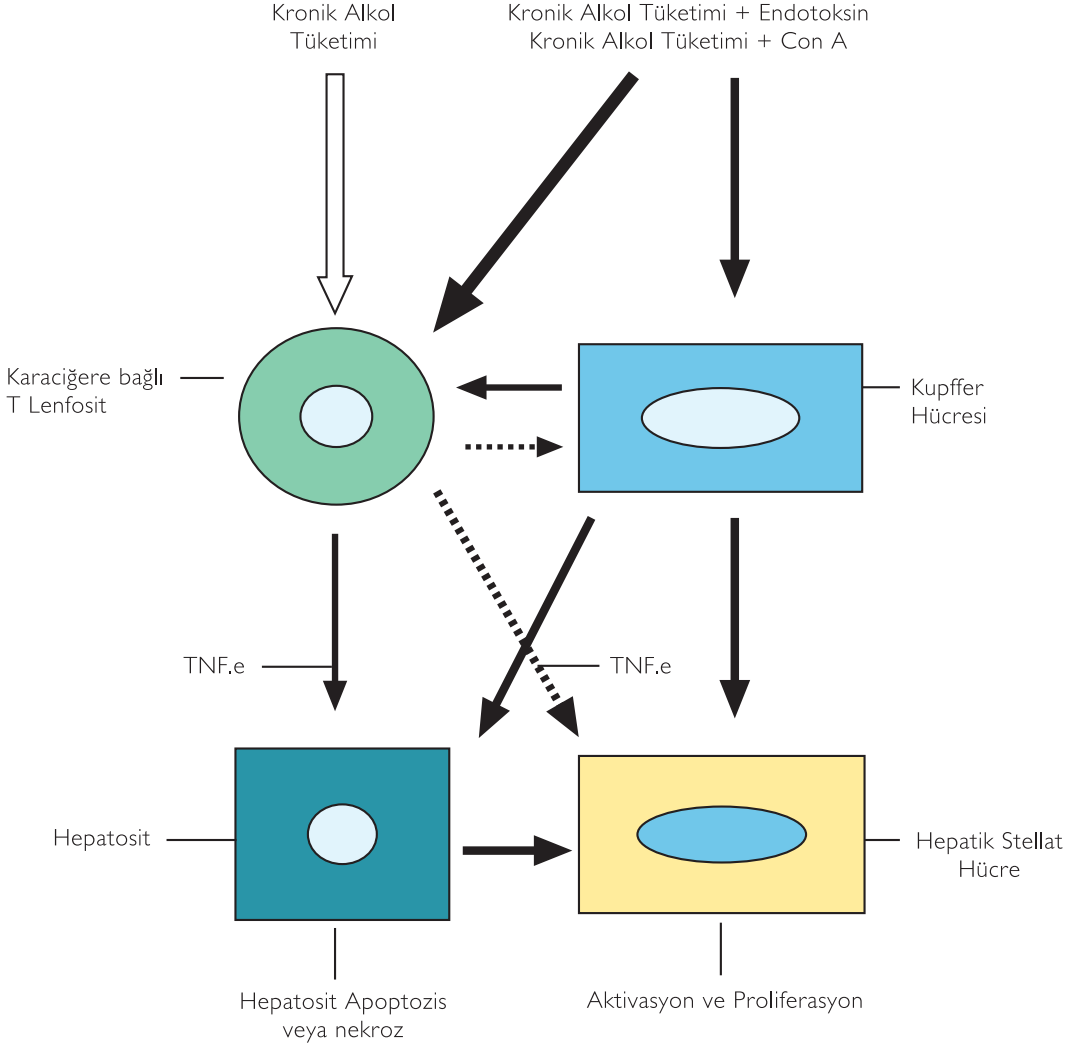 Kronik Alkol
Tüketimi
Kronik Alkol Tüketimi + Endotoksin
Kronik Alkol Tüketimi + Con A
Karaciğere bağlı
T Lenfosit
Kupffer
Hücresi
TNF.e
TNF.e
Hepatosit
Hepatik Stellat
Hücre
Hepatosit Apoptozis
veya nekroz
Aktivasyon ve Proliferasyon